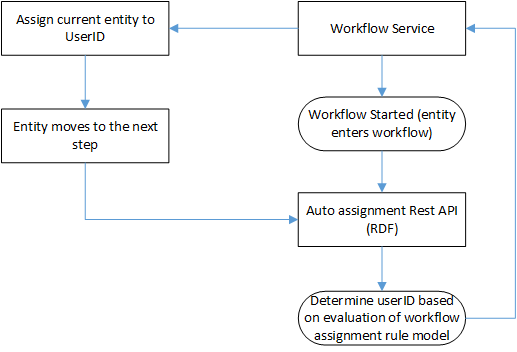 Assign current entity to
UserID
Workflow Service
Entity moves to the next
step
Workflow Started (entity
enters workflow)
Auto assignment Rest API
(RDF)
Determine userID based
on evaluation of workflow
assignment rule model